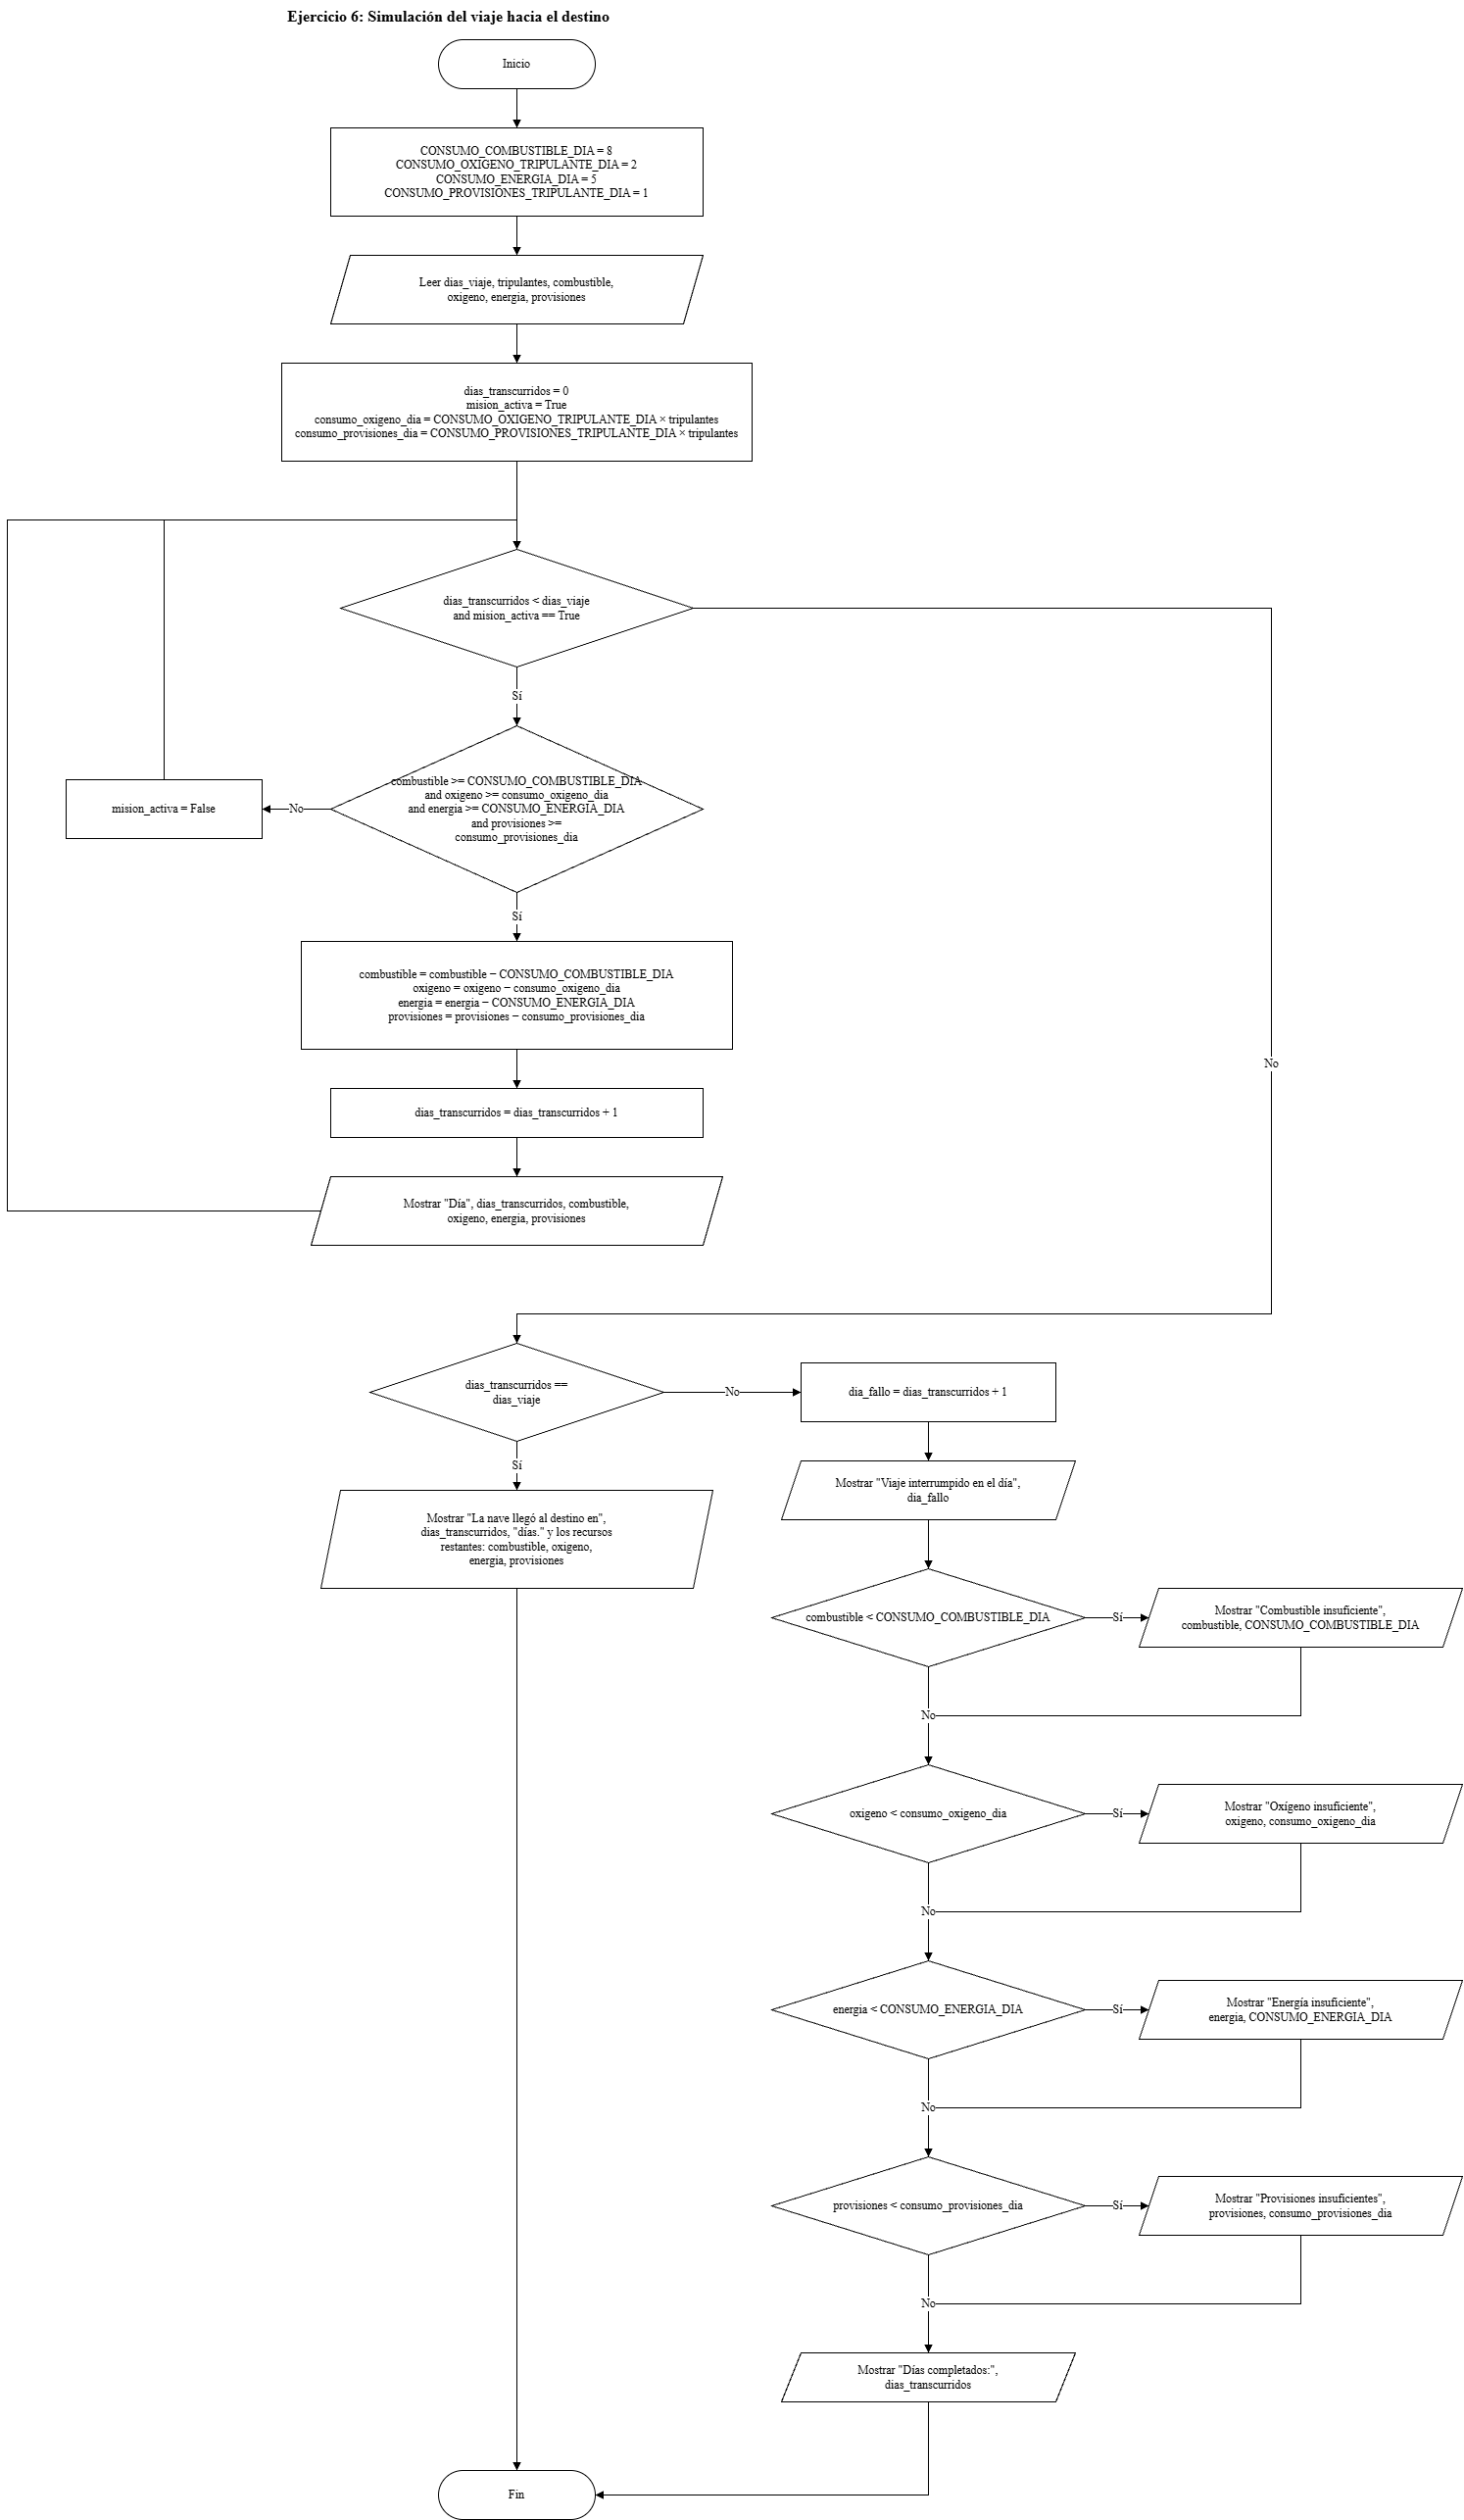 Ejercicio 6: Simulación del viaje hacia el destino
Inicio
CONSUMO_COMBUSTIBLE_DIA = 8
CONSUMO_OXIGENO_TRIPULANTE_DIA = 2
CONSUMO_ENERGIA_DIA = 5
CONSUMO_PROVISIONES_TRIPULANTE_DIA = 1
Leer dias_viaje, tripulantes, combustible,
oxigeno, energia, provisiones
dias_transcurridos = 0
mision_activa = True
consumo_oxigeno_dia = CONSUMO_OXIGENO_TRIPULANTE_DIA × tripulantes
consumo_provisiones_dia = CONSUMO_PROVISIONES_TRIPULANTE_DIA × tripulantes
dias_transcurridos < dias_viaje
and mision_activa == True
Sí
combustible >= CONSUMO_COMBUSTIBLE_DIA
and oxigeno >= consumo_oxigeno_dia
and energia >= CONSUMO_ENERGIA_DIA
and provisiones >=
consumo_provisiones_dia
No
mision_activa = False
Sí
combustible = combustible − CONSUMO_COMBUSTIBLE_DIA
oxigeno = oxigeno − consumo_oxigeno_dia
energia = energia − CONSUMO_ENERGIA_DIA
provisiones = provisiones − consumo_provisiones_dia
No
dias_transcurridos = dias_transcurridos + 1
Mostrar "Día", dias_transcurridos, combustible,
oxigeno, energia, provisiones
dias_transcurridos ==
dias_viaje
No
dia_fallo = dias_transcurridos + 1
Sí
Mostrar "La nave llegó al destino en",
dias_transcurridos, "días." y los recursos
restantes: combustible, oxigeno,
energia, provisiones
Mostrar "Viaje interrumpido en el día",
dia_fallo
combustible < CONSUMO_COMBUSTIBLE_DIA
Sí
Mostrar "Combustible insuficiente",
combustible, CONSUMO_COMBUSTIBLE_DIA
No
oxigeno < consumo_oxigeno_dia
Sí
Mostrar "Oxígeno insuficiente",
oxigeno, consumo_oxigeno_dia
No
energia < CONSUMO_ENERGIA_DIA
Sí
Mostrar "Energía insuficiente",
energia, CONSUMO_ENERGIA_DIA
No
provisiones < consumo_provisiones_dia
Sí
Mostrar "Provisiones insuficientes",
provisiones, consumo_provisiones_dia
No
Mostrar "Días completados:",
dias_transcurridos
Fin